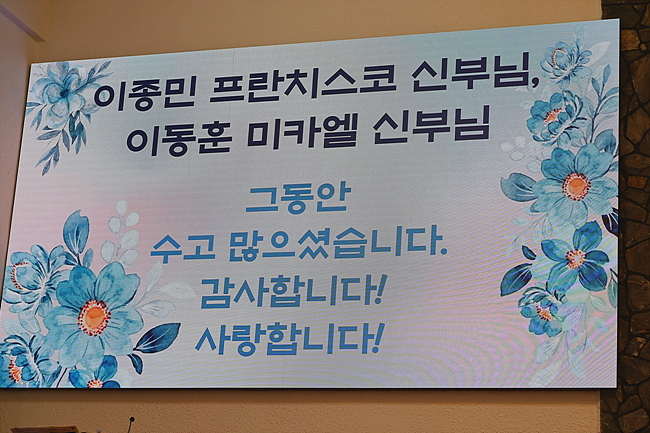 이종민 프란치스코 신부님,
이동훈 미카엘 신부님
그동안
수고 많으셨습니다.
감사합니다!
사랑합니다!